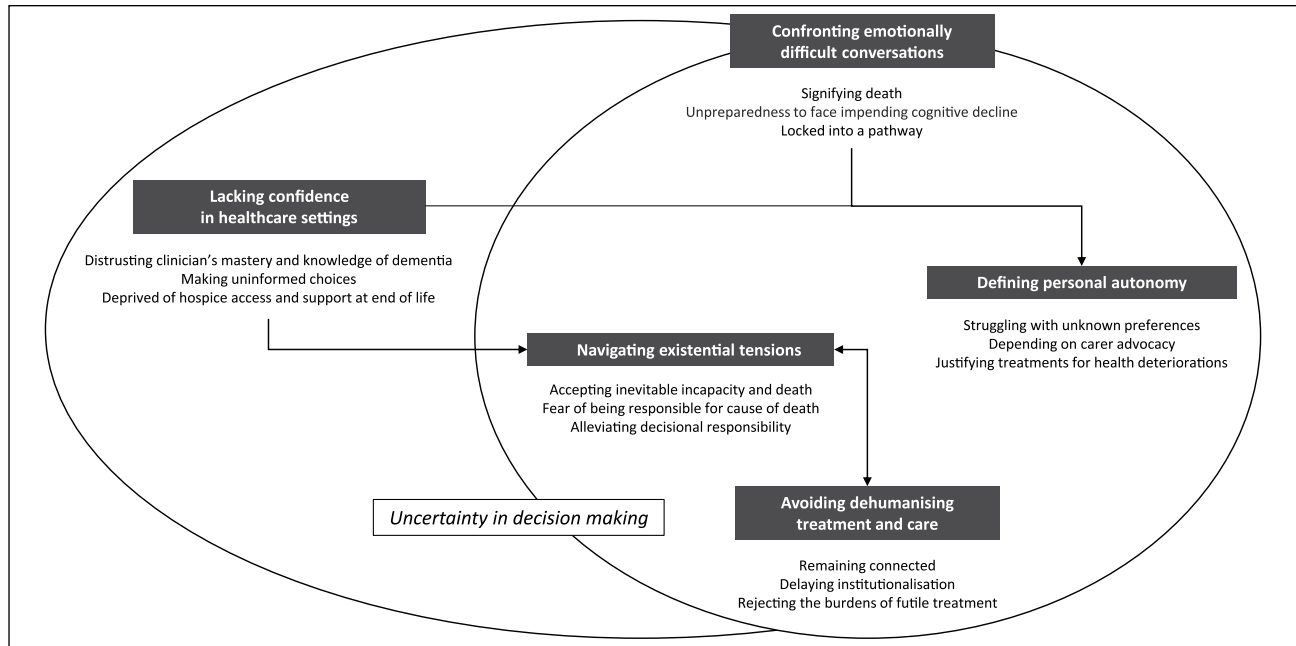 Confronting emotionally
difficult conversations
Signifying death
Unpreparedness to face impending cognitive decline
Locked into a pathway
Lacking confidence
in healthcare settings
Distrusting clinician's mastery and knowledge of dementia
Making uninformed choices
Deprived of hospice access and support at end of life
Defining personal autonomy
Struggling with unknown preferences
Depending on carer advocacy
Justifying treatments for health deteriorations
Navigating existential tensions
Accepting inevitable incapacity and death
Fear of being responsible for cause of death
Alleviating decisional responsibility
Uncertainty in decision making
Avoiding dehumanising
treatment and care
Remaining connected
Delaying institutionalisation
Rejecting the burdens of futile treatment